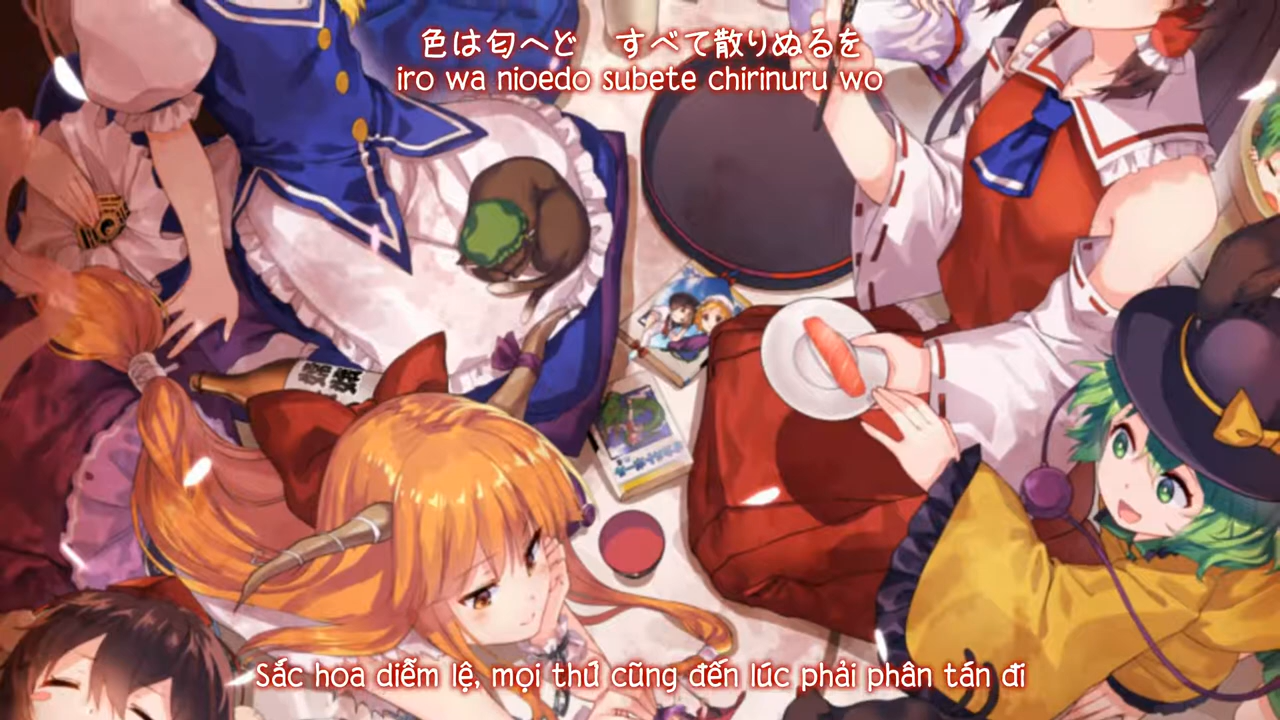 色は匂へど　すべて散りぬるを
iro wa nioedo subete chirinuru wo
Sắc hoa diễm lệ, mọi thứ cũng đến lúc phải phân tán đi